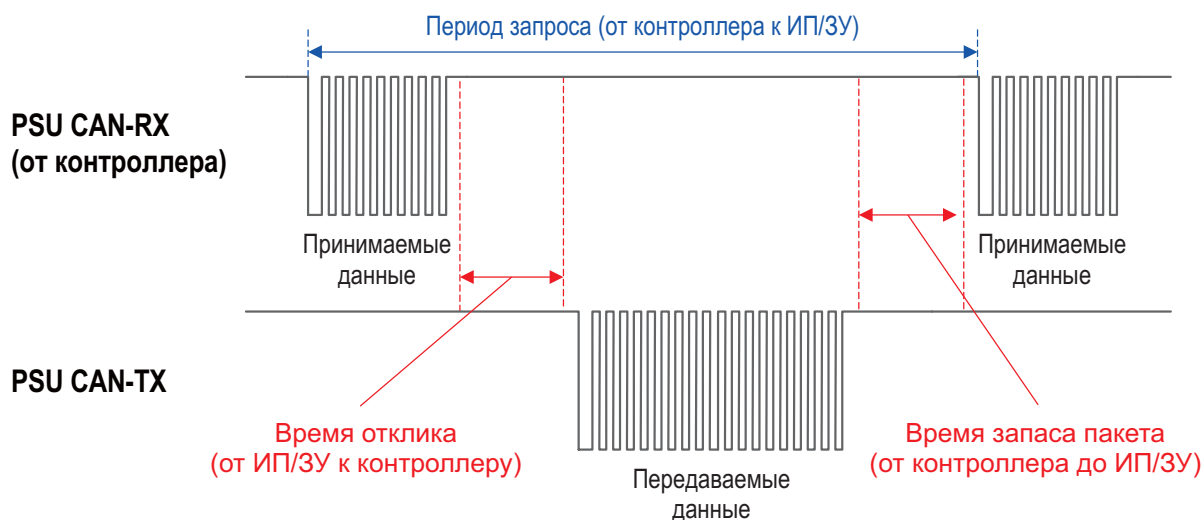 Период запроса (от контроллера к ИП/ЗУ)
PSU CAN-RX
(от контроллера)
Принимаемые
данные
Принимаемые
данные
PSU CAN-TX
Время отклика
(от ИП/ЗУ к контроллеру)
Время запаса пакета
(от контроллера до ИП/ЗУ)
Передаваемые
данные